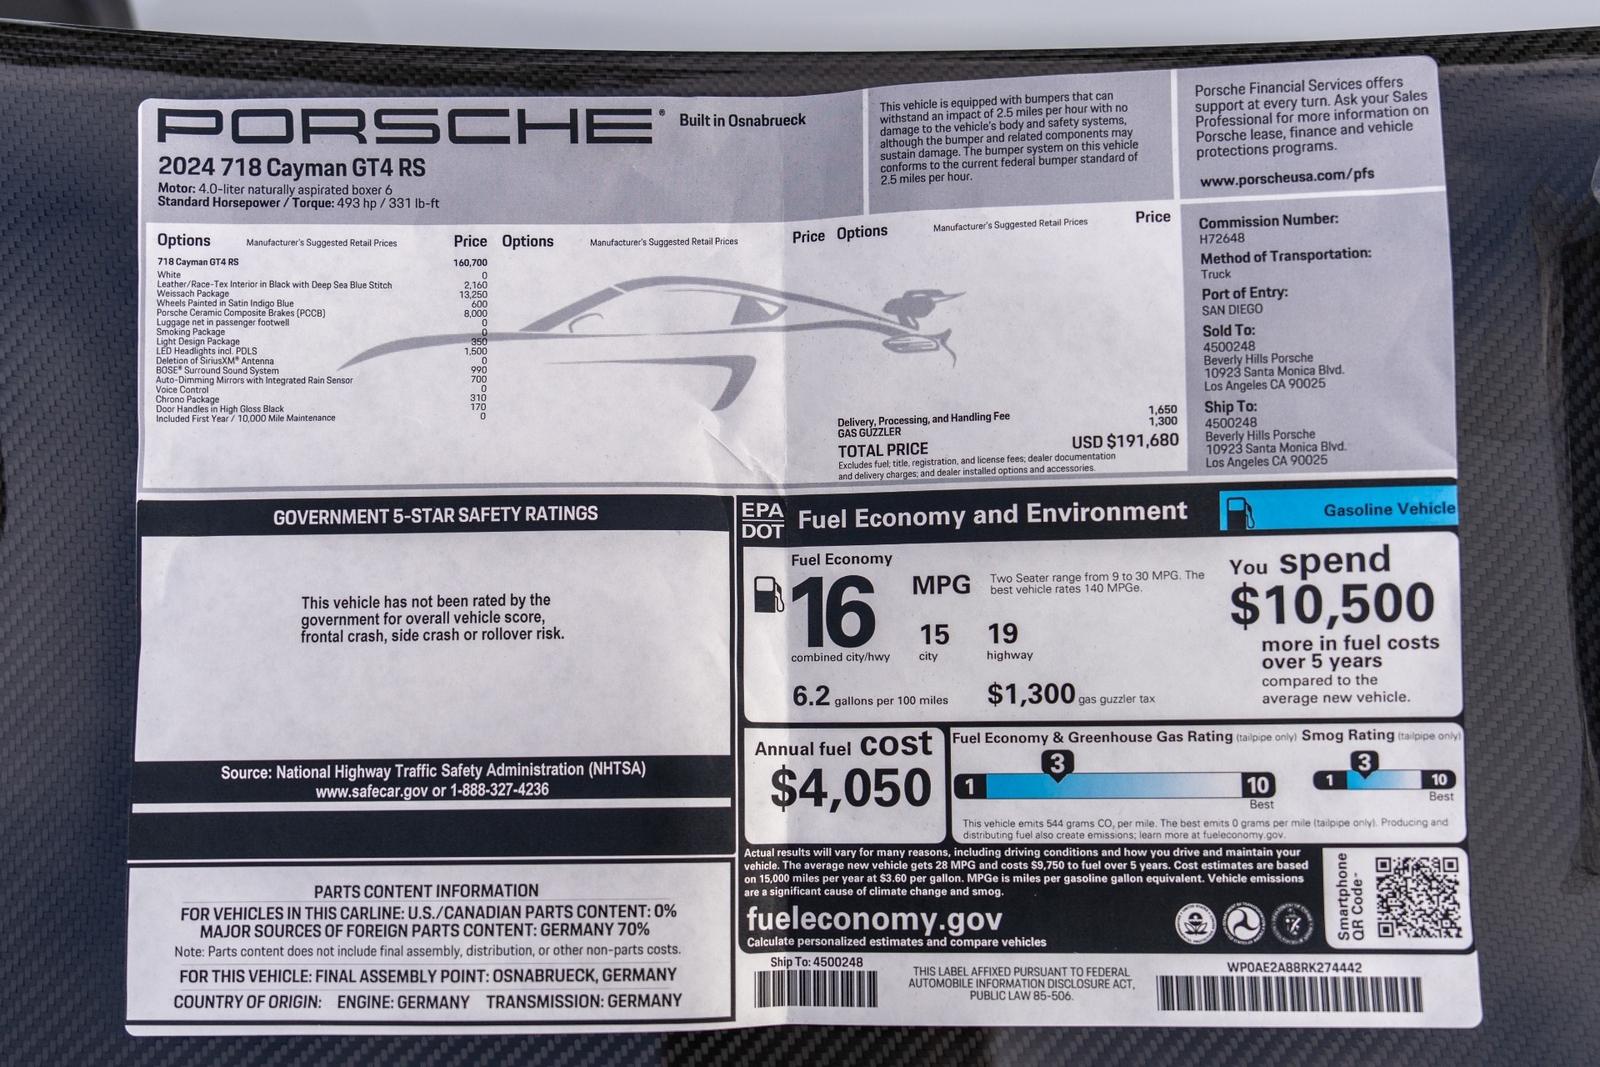 PORSCHE® Built in Osnabrueck
2024 718 Cayman GT4 RS
Motor: 4.0-liter naturally aspirated boxer 6
Standard Horsepower / Torque: 493 hp / 331 lb-ft
This vehicle is equipped with bumpers that can
withstand an impact of 2.5 miles per hour with no
damage to the vehicle's body and safety systems,
although the bumper and related components may
sustain damage. The bumper system on this vehicle
conforms to the current federal bumper standard of
2.5 miles per hour.
Porsche Financial Services offers
support at every turn. Ask your Sales
Professional for more information on
Porsche lease, finance and vehicle
protections programs.
www.porscheusa.com/pfs
Options Manufacturer's Suggested Retail Prices Price
718 Cayman GT4 RS 160,700
White 0
Leather/Race-Tex Interior in Black with Deep Sea Blue Stitch 2,160
Weissach Package 13,250
Wheels Painted in Satin Indigo Blue 600
Porsche Ceramic Composite Brakes (PCCB) 8,000
Luggage net in passenger footwell 0
Smoking Package 0
Light Design Package 350
LED Headlights incl. PDLS 1,500
Deletion of SiriusXM® Antenna 0
BOSE® Surround Sound System 990
Auto-Dimming Mirrors with Integrated Rain Sensor 700
Voice Control 0
Chrono Package 310
Door Handles in High Gloss Black 170
Included First Year / 10,000 Mile Maintenance 0
Options Manufacturer's Suggested Retail Prices Price
Options Manufacturer's Suggested Retail Prices Price
Delivery, Processing, and Handling Fee 1,650
GAS GUZZLER 1,300
TOTAL PRICE USD $191,680
Excludes fuel; title, registration, and license fees; dealer documentation
and delivery charges; and dealer installed options and accessories.
Commission Number:
H72648
Method of Transportation:
Truck
Port of Entry:
SAN DIEGO
Sold To:
4500248
Beverly Hills Porsche
10923 Santa Monica Blvd.
Los Angeles CA 90025
Ship To:
4500248
Beverly Hills Porsche
10923 Santa Monica Blvd.
Los Angeles CA 90025
GOVERNMENT 5-STAR SAFETY RATINGS
This vehicle has not been rated by the
government for overall vehicle score,
frontal crash, side crash or rollover risk.
Source: National Highway Traffic Safety Administration (NHTSA)
www.safecar.gov or 1-888-327-4236
PARTS CONTENT INFORMATION
FOR VEHICLES IN THIS CARLINE: U.S./CANADIAN PARTS CONTENT: 0%
MAJOR SOURCES OF FOREIGN PARTS CONTENT: GERMANY 70%
Note: Parts content does not include final assembly, distribution, or other non-parts costs.
FOR THIS VEHICLE: FINAL ASSEMBLY POINT: OSNABRUECK, GERMANY
COUNTRY OF ORIGIN: ENGINE: GERMANY TRANSMISSION: GERMANY
EPA
DOT
Fuel Economy and Environment
Gasoline Vehicle
Fuel Economy
16 MPG
combined city/hwy
15
city
19
highway
Two Seater range from 9 to 30 MPG. The
best vehicle rates 140 MPGe.
6.2 gallons per 100 miles
$1,300 gas guzzler tax
You spend
$10,500
more in fuel costs
over 5 years
compared to the
average new vehicle.
Annual fuel cost
$4,050
Fuel Economy & Greenhouse Gas Rating (tailpipe only)
3
1 10
Best
Smog Rating (tailpipe only)
3
1 10
Best
This vehicle emits 544 grams CO₂ per mile. The best emits 0 grams per mile (tailpipe only). Producing and
distributing fuel also create emissions; learn more at fueleconomy.gov.
Actual results will vary for many reasons, including driving conditions and how you drive and maintain your
vehicle. The average new vehicle gets 28 MPG and costs $9,750 to fuel over 5 years. Cost estimates are based
on 15,000 miles per year at $3.60 per gallon. MPGe is miles per gasoline gallon equivalent. Vehicle emissions
are a significant cause of climate change and smog.
fueleconomy.gov
Calculate personalized estimates and compare vehicles
Smartphone
QR Code-
Ship To: 4500248
THIS LABEL AFFIXED PURSUANT TO FEDERAL
AUTOMOBILE INFORMATION DISCLOSURE ACT,
PUBLIC LAW 85-506.
WP0AE2A88RK274442